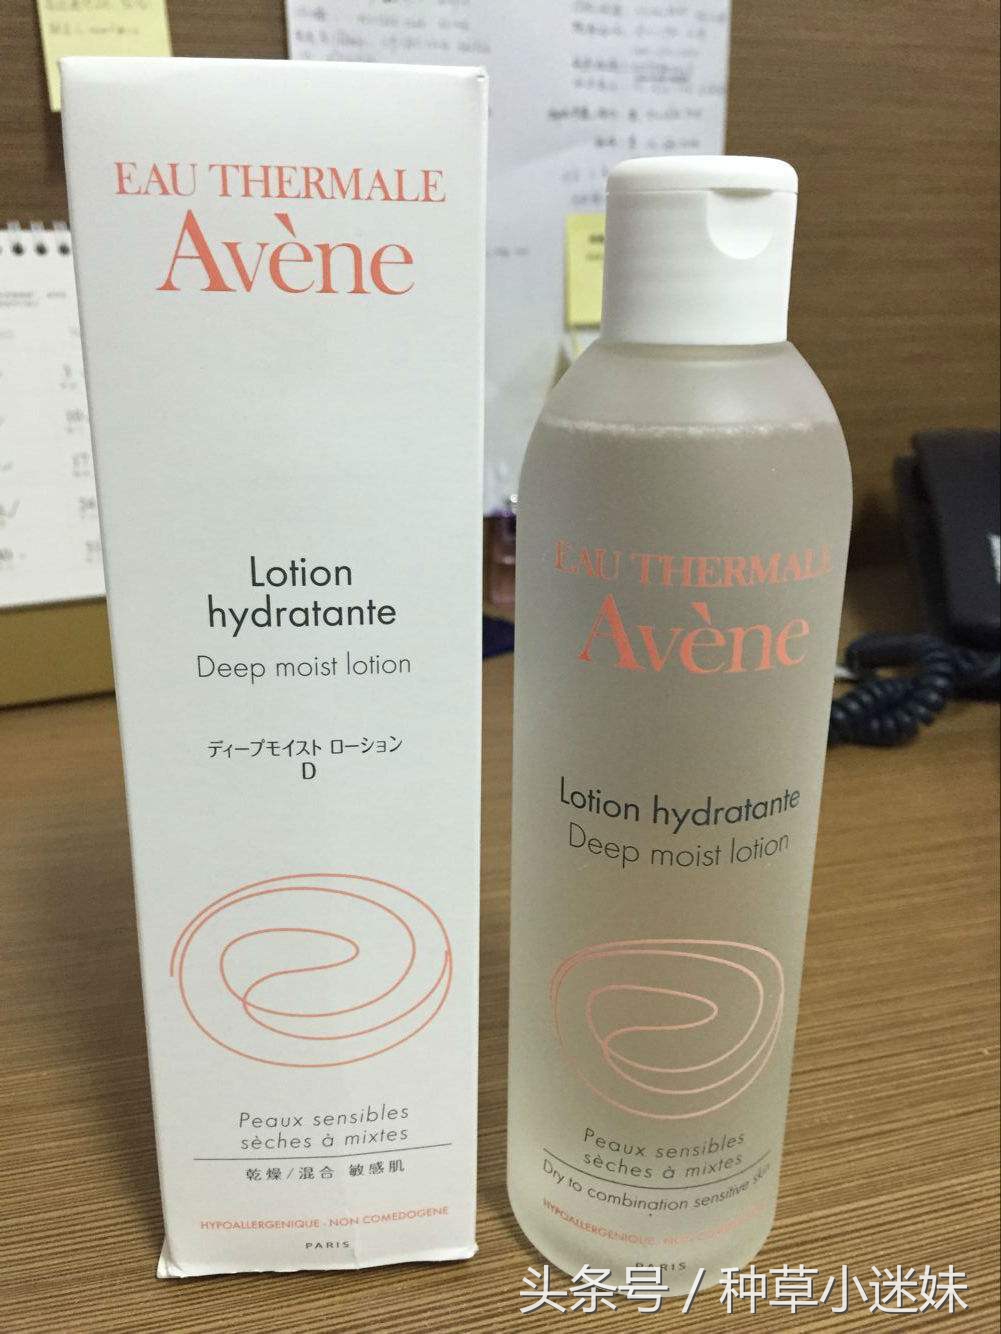 EAU THERMALE
Avène
Lotion
hydratante
Deep moist lotion
ディープモイスト ローション
D
Peaux sensibles
sèches à mixtes
乾燥/混合 敏感肌
HYPOALLERGENIQUE - NON COMEDOGENE
PARIS
EAU THERMALE
Avène
Lotion hydratante
Deep moist lotion
Peaux sensibles
sèches à mixtes
Dry to combination sensitive skin
HYPOALLERGENIQUE - NON COMEDOGENE
PARIS
头条号 / 种草小迷妹